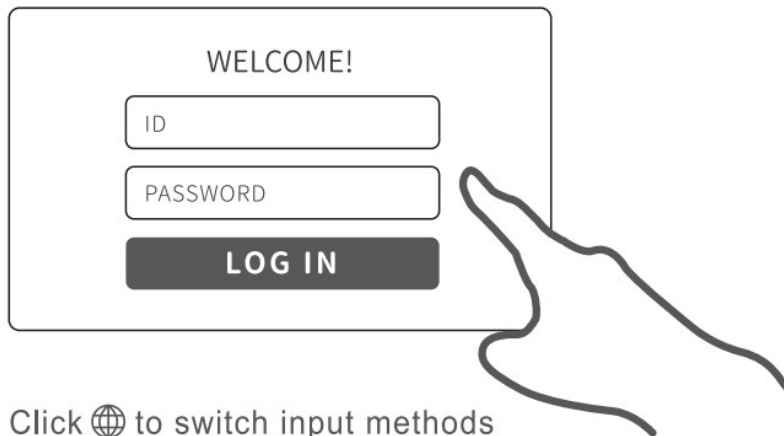 WELCOME!
ID
PASSWORD
LOG IN
Click 🌐 to switch input methods